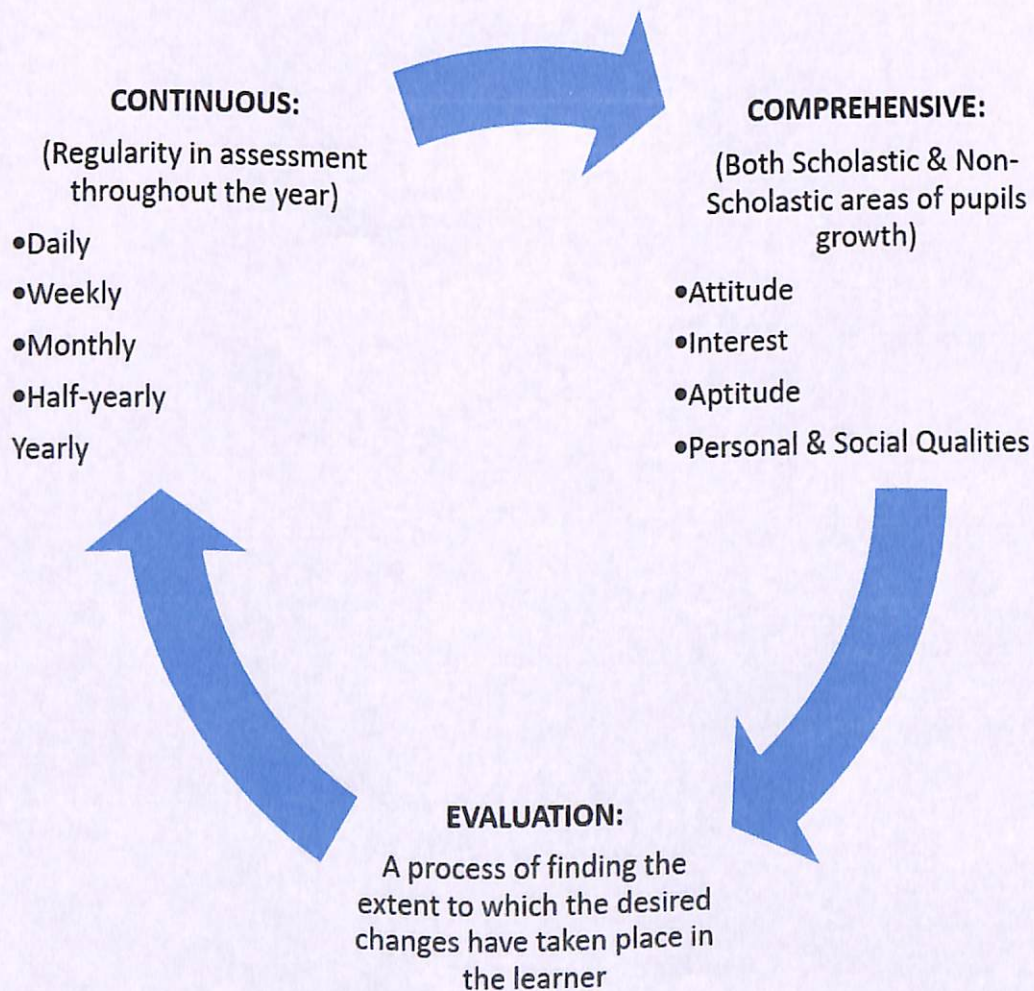 CONTINUOUS:
(Regularity in assessment
throughout the year)
•Daily
•Weekly
•Monthly
•Half-yearly
Yearly
COMPREHENSIVE:
(Both Scholastic & Non-
Scholastic areas of pupils
growth)
•Attitude
•Interest
•Aptitude
•Personal & Social Qualities
EVALUATION:
A process of finding the
extent to which the desired
changes have taken place in
the learner